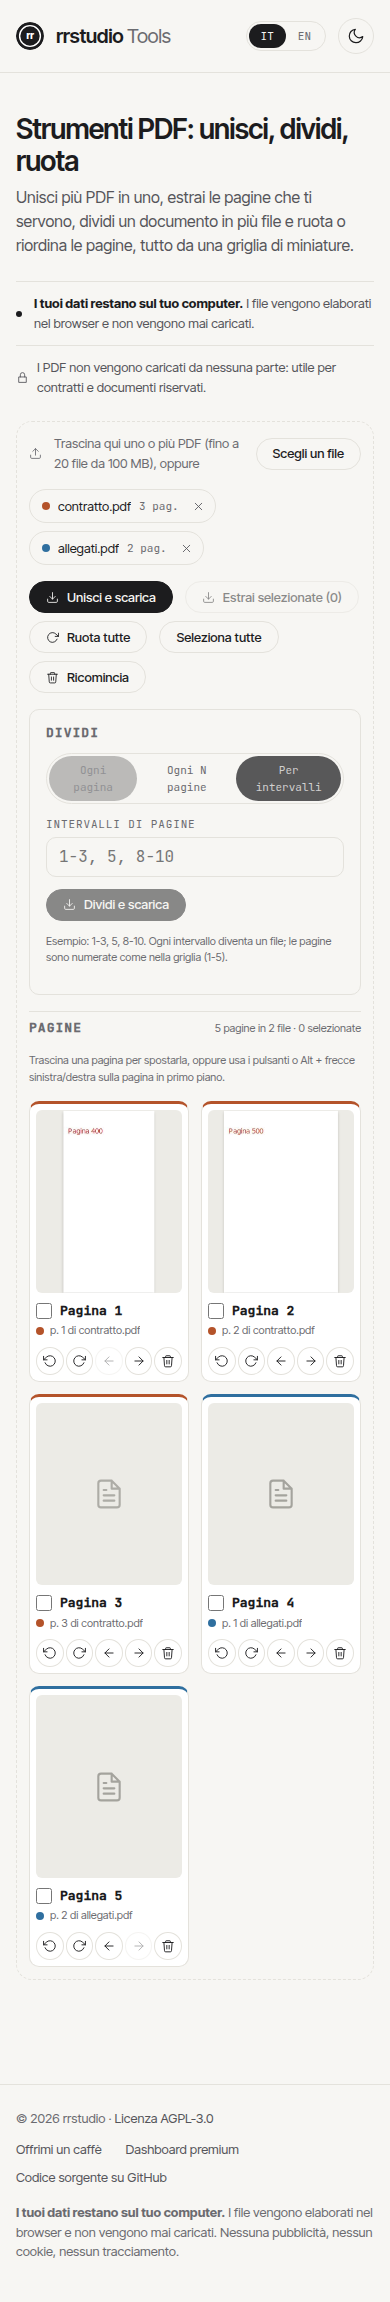 rr
rrstudio Tools
IT EN
Strumenti PDF: unisci, dividi,
ruota
Unisci più PDF in uno, estrai le pagine che ti
servono, dividi un documento in più file e ruota o
riordina le pagine, tutto da una griglia di miniature.
I tuoi dati restano sul tuo computer. I file vengono elaborati
nel browser e non vengono mai caricati.
I PDF non vengono caricati da nessuna parte: utile per
contratti e documenti riservati.
Trascina qui uno o più PDF (fino a
20 file da 100 MB), oppure
Scegli un file
contratto.pdf 3 pag.
allegati.pdf 2 pag.
Unisci e scarica
Estrai selezionate (0)
Ruota tutte
Seleziona tutte
Ricomincia
DIVIDI
Ogni
pagina
Ogni N
pagine
Per
intervalli
INTERVALLI DI PAGINE
1-3, 5, 8-10
Dividi e scarica
Esempio: 1-3, 5, 8-10. Ogni intervallo diventa un file; le pagine
sono numerate come nella griglia (1-5).
PAGINE
5 pagine in 2 file · 0 selezionate
Trascina una pagina per spostarla, oppure usa i pulsanti o Alt + frecce
sinistra/destra sulla pagina in primo piano.
Pagina 400
Pagina 500
Pagina 1
p. 1 di contratto.pdf
Pagina 2
p. 2 di contratto.pdf
Pagina 3
p. 3 di contratto.pdf
Pagina 4
p. 1 di allegati.pdf
Pagina 5
p. 2 di allegati.pdf
© 2026 rrstudio · Licenza AGPL-3.0
Offrimi un caffè Dashboard premium
Codice sorgente su GitHub
I tuoi dati restano sul tuo computer. I file vengono elaborati nel
browser e non vengono mai caricati. Nessuna pubblicità, nessun
cookie, nessun tracciamento.